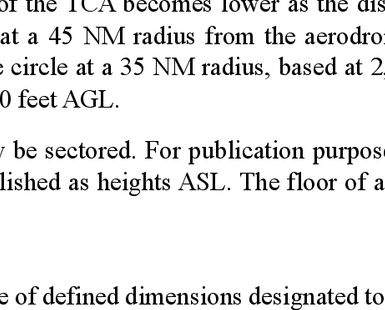 of the TCA becomes lower as the dis
at a 45 NM radius from the aerodro
e circle at a 35 NM radius, based at 2,
0 feet AGL.
y be sectored. For publication purpose
lished as heights ASL. The floor of a
e of defined dimensions designated to